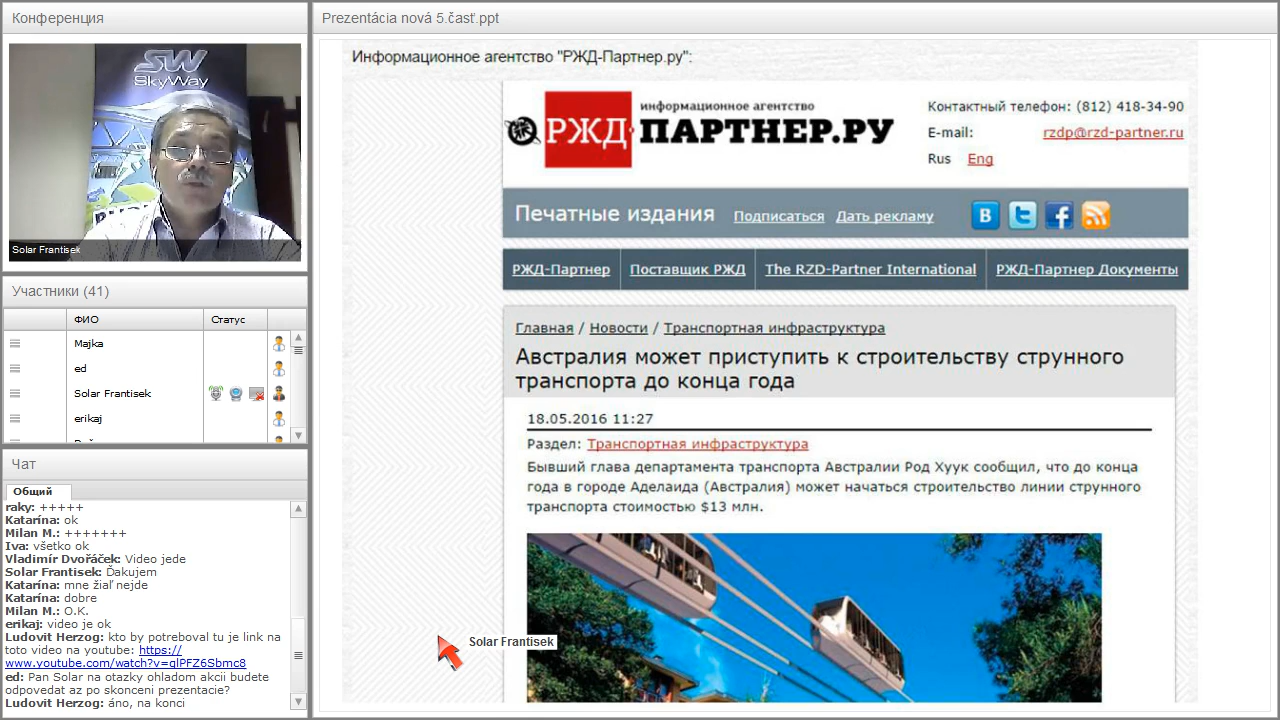 Конференция
SW
SkyWay
Solar Frantisek
Участники (41)
ФИО
Статус
Majka
ed
Solar Frantisek
erikaj
Чат
Общий
raky: +++++
Katarína: ok
Milan M.: +++++++
Iva: všetko ok
Vladimír Dvořáček: Video jede
Solar Frantisek: Ďakujem
Katarína: mne žiaľ nejde
Katarína: dobre
Milan M.: O.K.
erikaj: video je ok
Ludovit Herzog: kto by potreboval tu je link na
toto video na youtube: https://
www.youtube.com/watch?v=qlPFZ6Sbmc8
ed: Pan Solar na otazky ohladom akcii budete
odpovedat az po skonceni prezentacie?
Ludovit Herzog: áno, na konci
Prezentácia nová 5.časť.ppt
Информационное агентство "РЖД-Партнер.ру":
информационное агентство
РЖД-ПАРТНЕР.РУ
Контактный телефон: (812) 418-34-90
E-mail: rzdp@rzd-partner.ru
Rus Eng
Печатные издания Подписаться Дать рекламу
РЖД-Партнер Поставщик РЖД The RZD-Partner International РЖД-Партнер Документы
Главная / Новости / Транспортная инфраструктура
Австралия может приступить к строительству струнного
транспорта до конца года
18.05.2016 11:27
Раздел: Транспортная инфраструктура
Бывший глава департамента транспорта Австралии Род Хуук сообщил, что до конца
года в городе Аделаида (Австралия) может начаться строительство линии струнного
транспорта стоимостью $13 млн.
Solar Frantisek